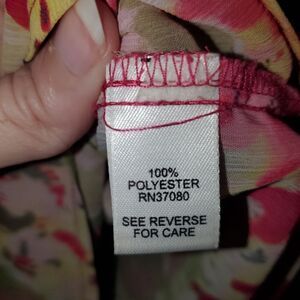 100%
POLYESTER
RN37080
SEE REVERSE
FOR CARE